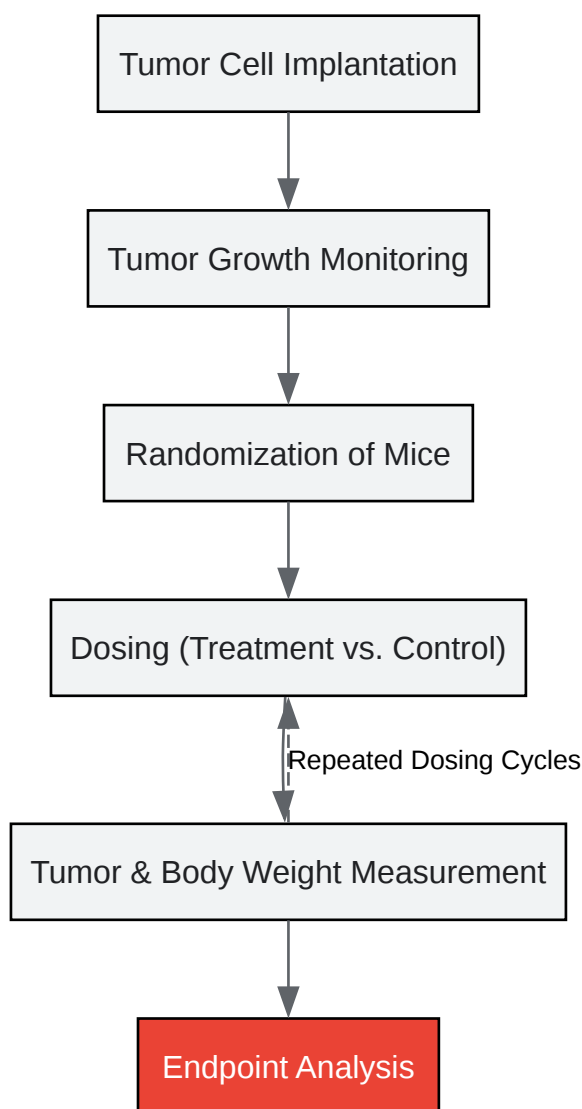 Tumor Cell Implantation
Tumor Growth Monitoring
Randomization of Mice
Dosing (Treatment vs. Control)
Repeated Dosing Cycles
Tumor & Body Weight Measurement
Endpoint Analysis